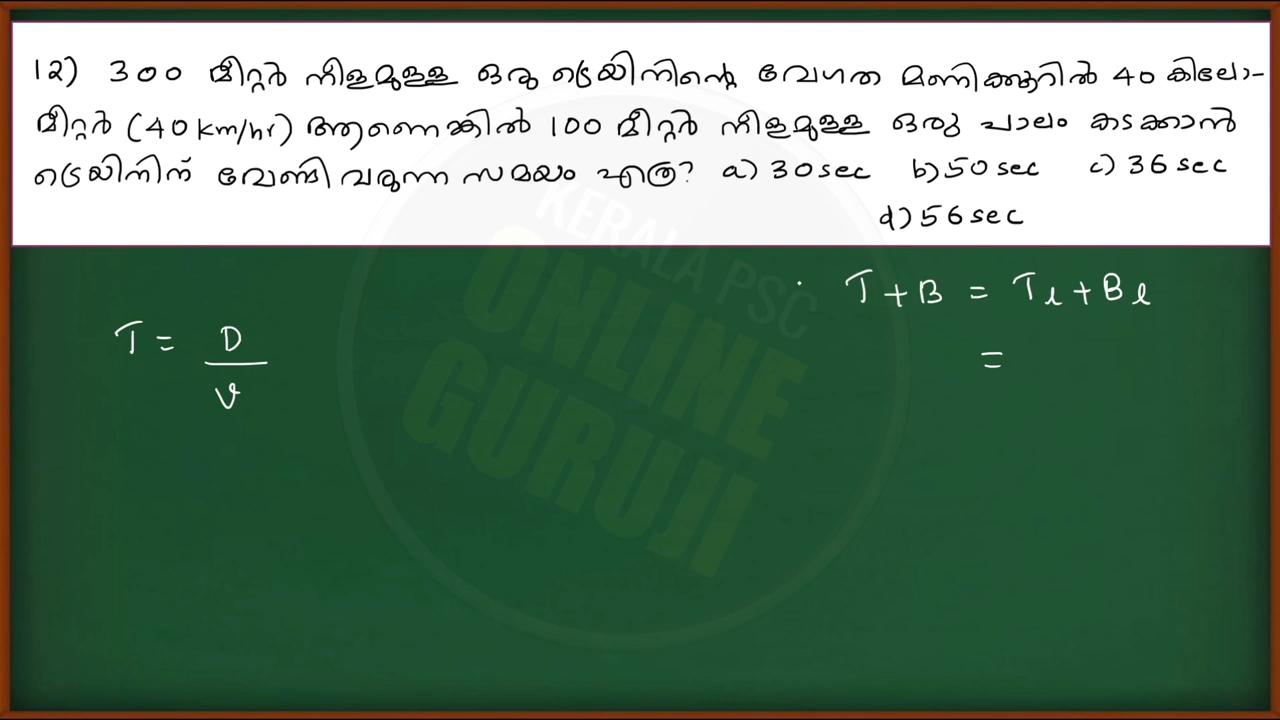 12) 300 മീറ്റർ നീളമുള്ള ഒരു ട്രെയിനിന്റെ വേഗത മണിക്കൂറിൽ 40 കിലോ-
മീറ്റർ (40 km/hr) ആണെങ്കിൽ 100 മീറ്റർ നീളമുള്ള ഒരു പാലം കടക്കാൻ
ട്രെയിനിന് വേണ്ടി വരുന്ന സമയം എത്ര? a) 30 sec b) 50 sec c) 36 sec
d) 56 sec
T + B = Tl + Bl
=
T = D
v
KERALA PSC
ONLINE
GURUJI